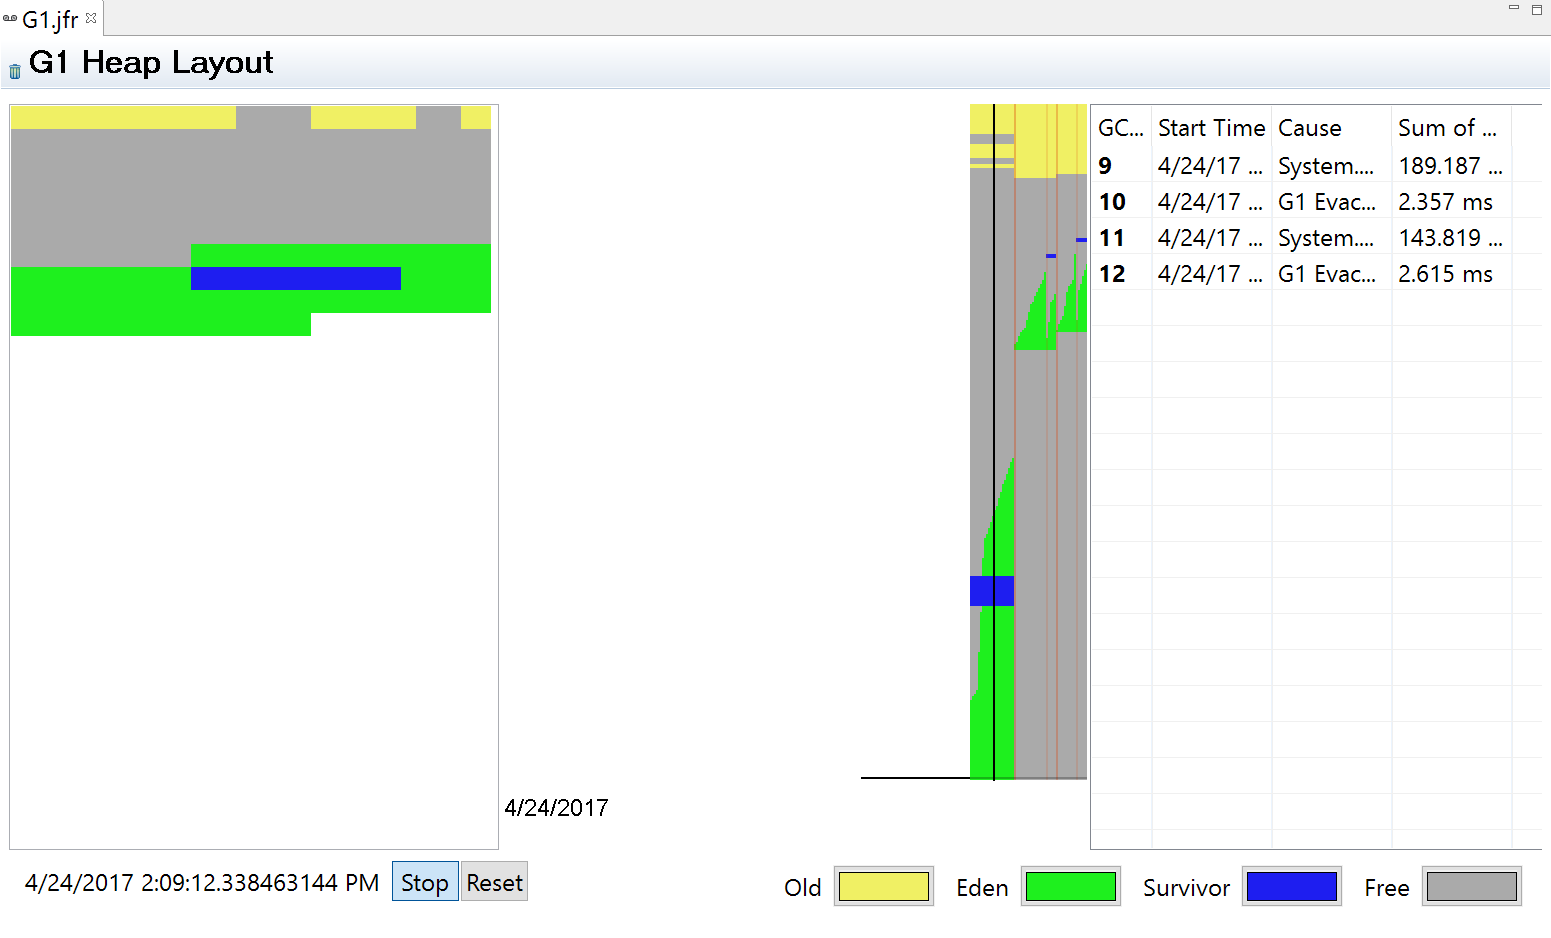 G1.jfr
G1 Heap Layout
GC... Start Time Cause Sum of ...
9 4/24/17 ... System.... 189.187 ...
10 4/24/17 ... G1 Evac... 2.357 ms
11 4/24/17 ... System.... 143.819 ...
12 4/24/17 ... G1 Evac... 2.615 ms
4/24/2017
4/24/2017 2:09:12.338463144 PM Stop Reset Old Eden Survivor Free